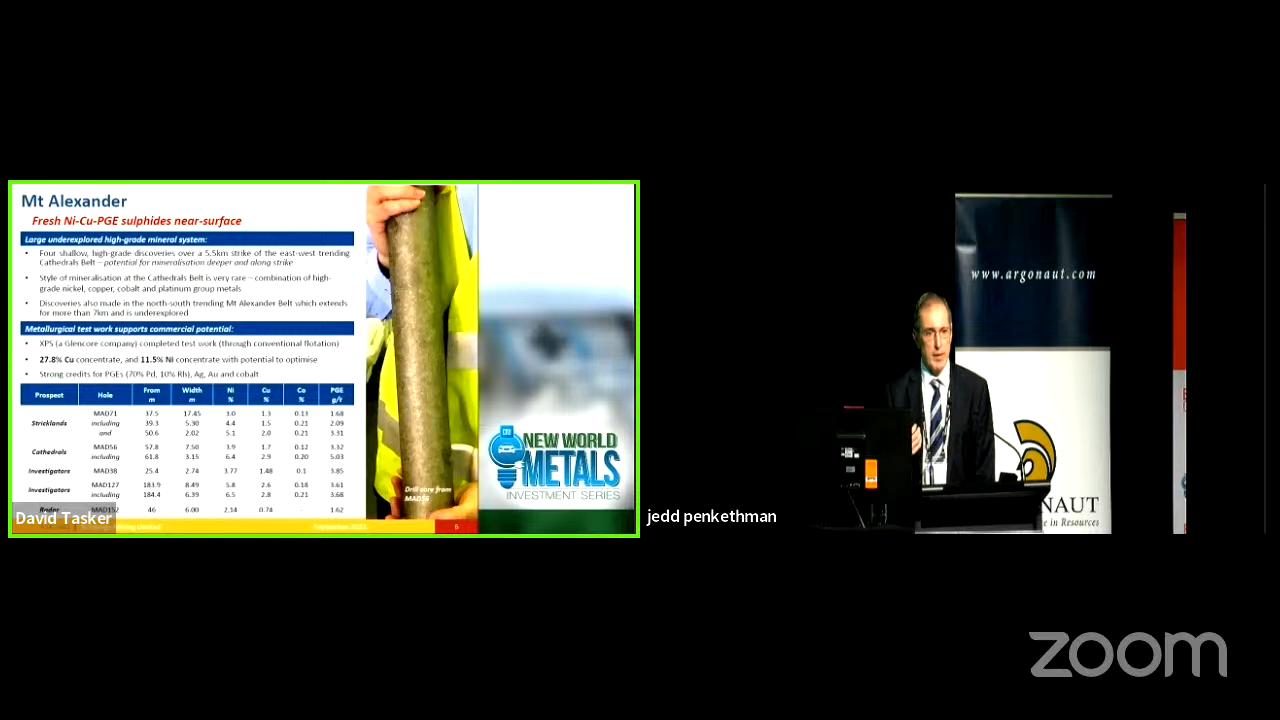 Mt Alexander
Fresh Ni-Cu-PGE sulphides near-surface
Large underexplored high-grade mineral system:
• Four shallow, high-grade discoveries over a 5.5km strike of the east-west trending
Cathedrals Belt – potential for mineralisation deeper and along strike
• Style of mineralisation at the Cathedrals Belt is very rare – combination of high-
grade nickel, copper, cobalt and platinum group metals
• Discoveries also made in the north-south trending Mt Alexander Belt which extends
for more than 7km and is underexplored
Metallurgical test work supports commercial potential:
• XPS (a Glencore company) completed test work (through conventional flotation)
• 27.8% Cu concentrate, and 11.5% Ni concentrate with potential to optimise
• Strong credits for PGEs (70% Pd, 10% Rh), Ag, Au and cobalt
Prospect Hole From m Width m Ni % Cu % Co % PGE g/t
MAD71 37.5 17.45 3.0 1.3 0.13 1.68
Stricklands including 39.3 5.30 4.4 1.5 0.21 2.09
and 50.6 2.02 5.1 2.0 0.21 3.31
Cathedrals MAD56 57.8 7.50 3.9 1.7 0.12 3.32
including 61.8 3.15 6.4 2.9 0.20 5.03
Investigators MAD38 25.4 2.74 3.77 1.48 0.1 3.85
Investigators MAD127 183.9 8.49 5.8 2.6 0.18 3.61
including 184.4 6.39 6.5 2.8 0.21 3.68
MAD152 46 6.00 2.14 0.74 - 1.62
Drill core from
MAD56
6
NEW WORLD
METALS
INVESTMENT SERIES
David Tasker
jedd penkethman
www.argonaut.com
NAUT
e in Resources
zoom